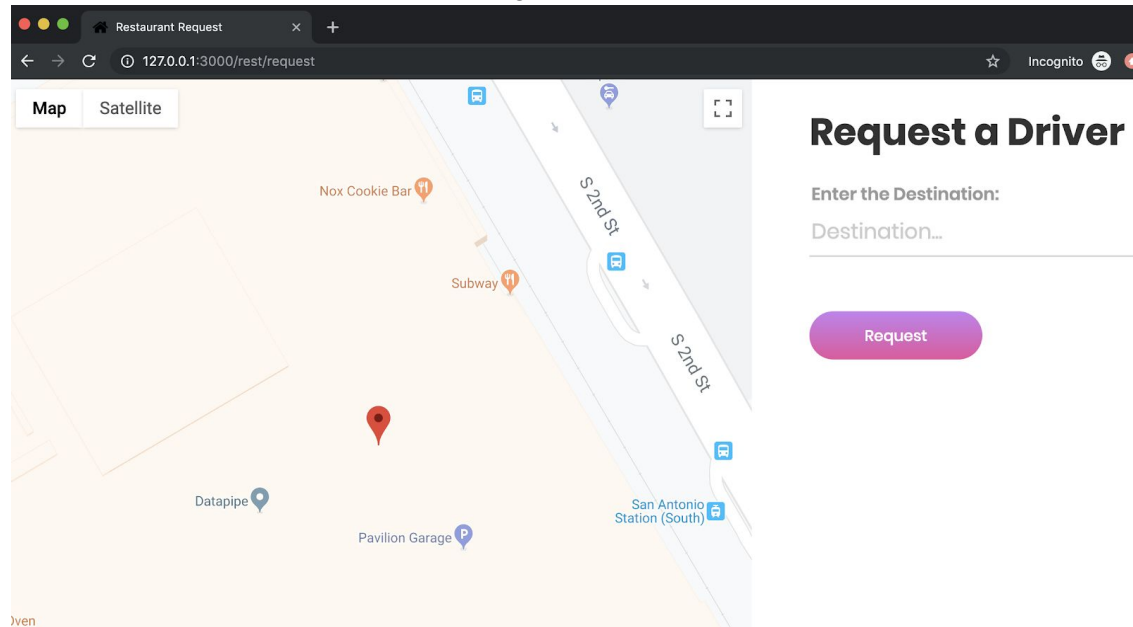 Restaurant Request
127.0.0.1:3000/rest/request
Incognito
Map
Satellite
Request a Driver
Enter the Destination:
Destination...
Request
Nox Cookie Bar
S 2nd St
Subway
S 2nd St
Datapipe
San Antonio
Station (South)
Pavilion Garage
P